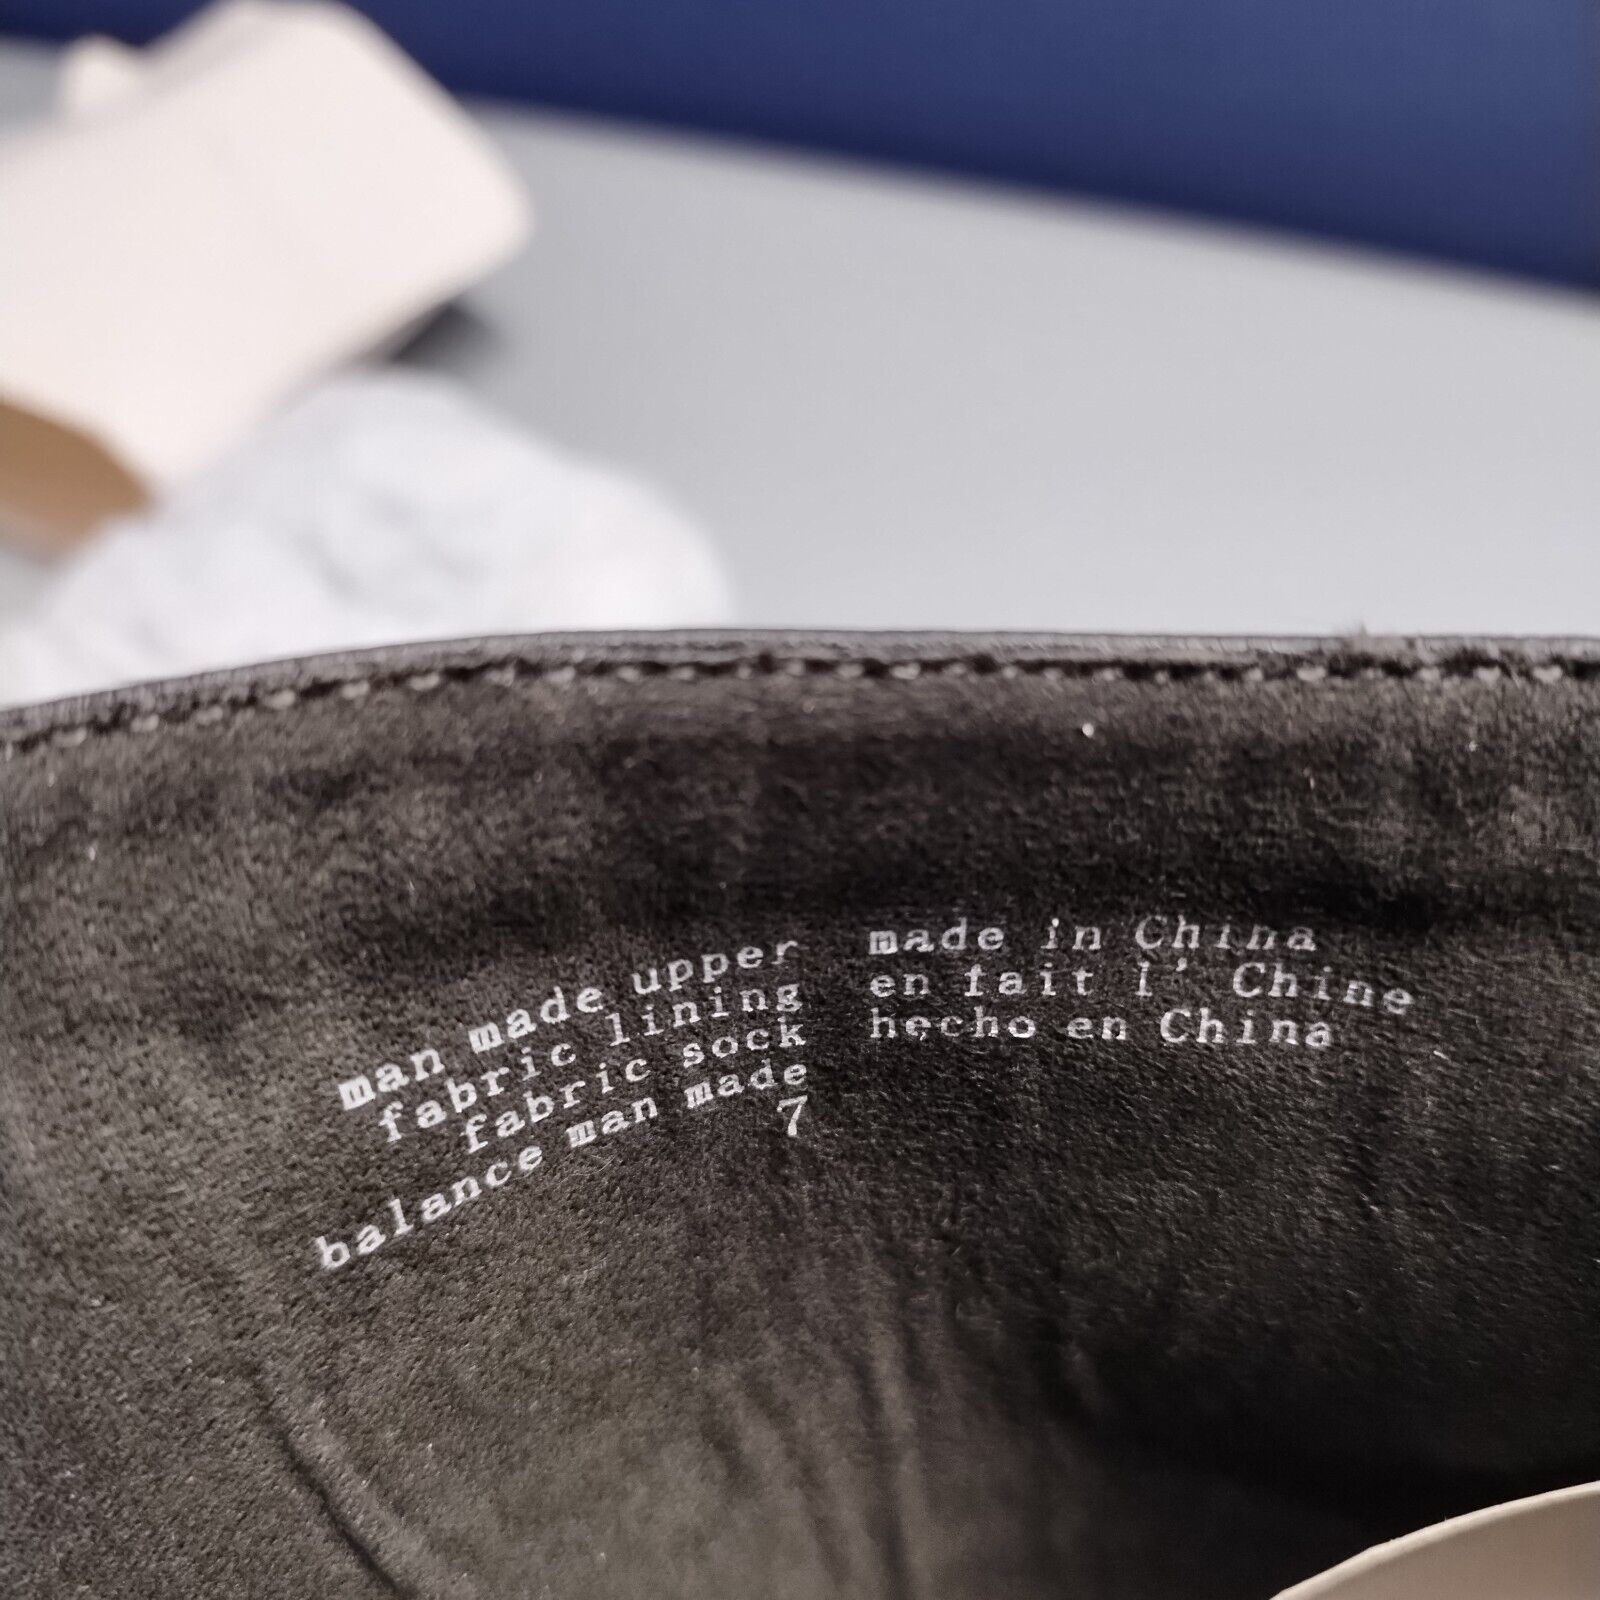 man made upper
fabric lining
fabric sock
balance man made
7
made in China
en fait l' Chine
hecho en China